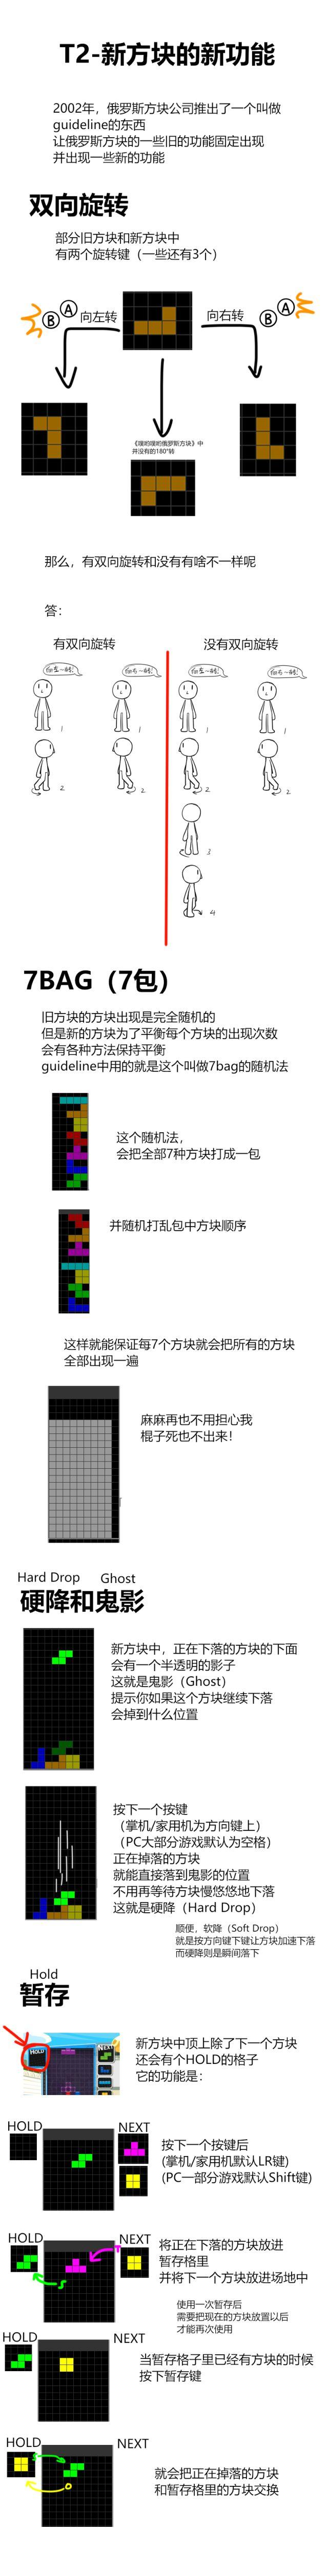 T2-新方块的新功能
2002年，俄罗斯方块公司推出了一个叫做
guideline的东西
让俄罗斯方块的一些旧的功能固定出现
并出现一些新的功能
双向旋转
部分旧方块和新方块中
有两个旋转键（一些还有3个）
B A 向左转
向右转 B A
《噗哟噗哟俄罗斯方块》中
并没有的180°转
那么，有双向旋转和没有有啥不一样呢
答：
有双向旋转
没有双向旋转
1
1
1
1
2
2
2
2
3
4
7BAG（7包）
旧方块的方块出现是完全随机的
但是新的方块为了平衡每个方块的出现次数
会有各种方法保持平衡
guideline中用的就是这个叫做7bag的随机法
这个随机法，
会把全部7种方块打成一包
并随机打乱包中方块顺序
这样就能保证每7个方块就会把所有的方块
全部出现一遍
麻麻再也不用担心我
棍子死也不出来！
Hard Drop Ghost
硬降和鬼影
新方块中，正在下落的方块的下面
会有一个半透明的影子
这就是鬼影（Ghost）
提示你如果这个方块继续下落
会掉到什么位置
按下一个按键
（掌机/家用机为方向键上）
（PC大部分游戏默认为空格）
正在掉落的方块
就能直接落到鬼影的位置
不用再等待方块慢悠悠地下落
这就是硬降（Hard Drop）
顺便，软降（Soft Drop）
就是按方向键下键让方块加速下落
而硬降则是瞬间落下
Hold
暂存
HOLD
NEXT
新方块中顶上除了下一个方块
还会有个HOLD的格子
它的功能是：
HOLD
NEXT
按下一个按键后
(掌机/家用机默认LR键)
(PC一部分游戏默认Shift键)
HOLD
NEXT
将正在下落的方块放进
暂存格里
并将下一个方块放进场地中
使用一次暂存后
需要把现在的方块放置以后
才能再次使用
HOLD
NEXT
当暂存格子里已经有方块的时候
按下暂存键
HOLD
NEXT
就会把正在掉落的方块
和暂存格里的方块交换